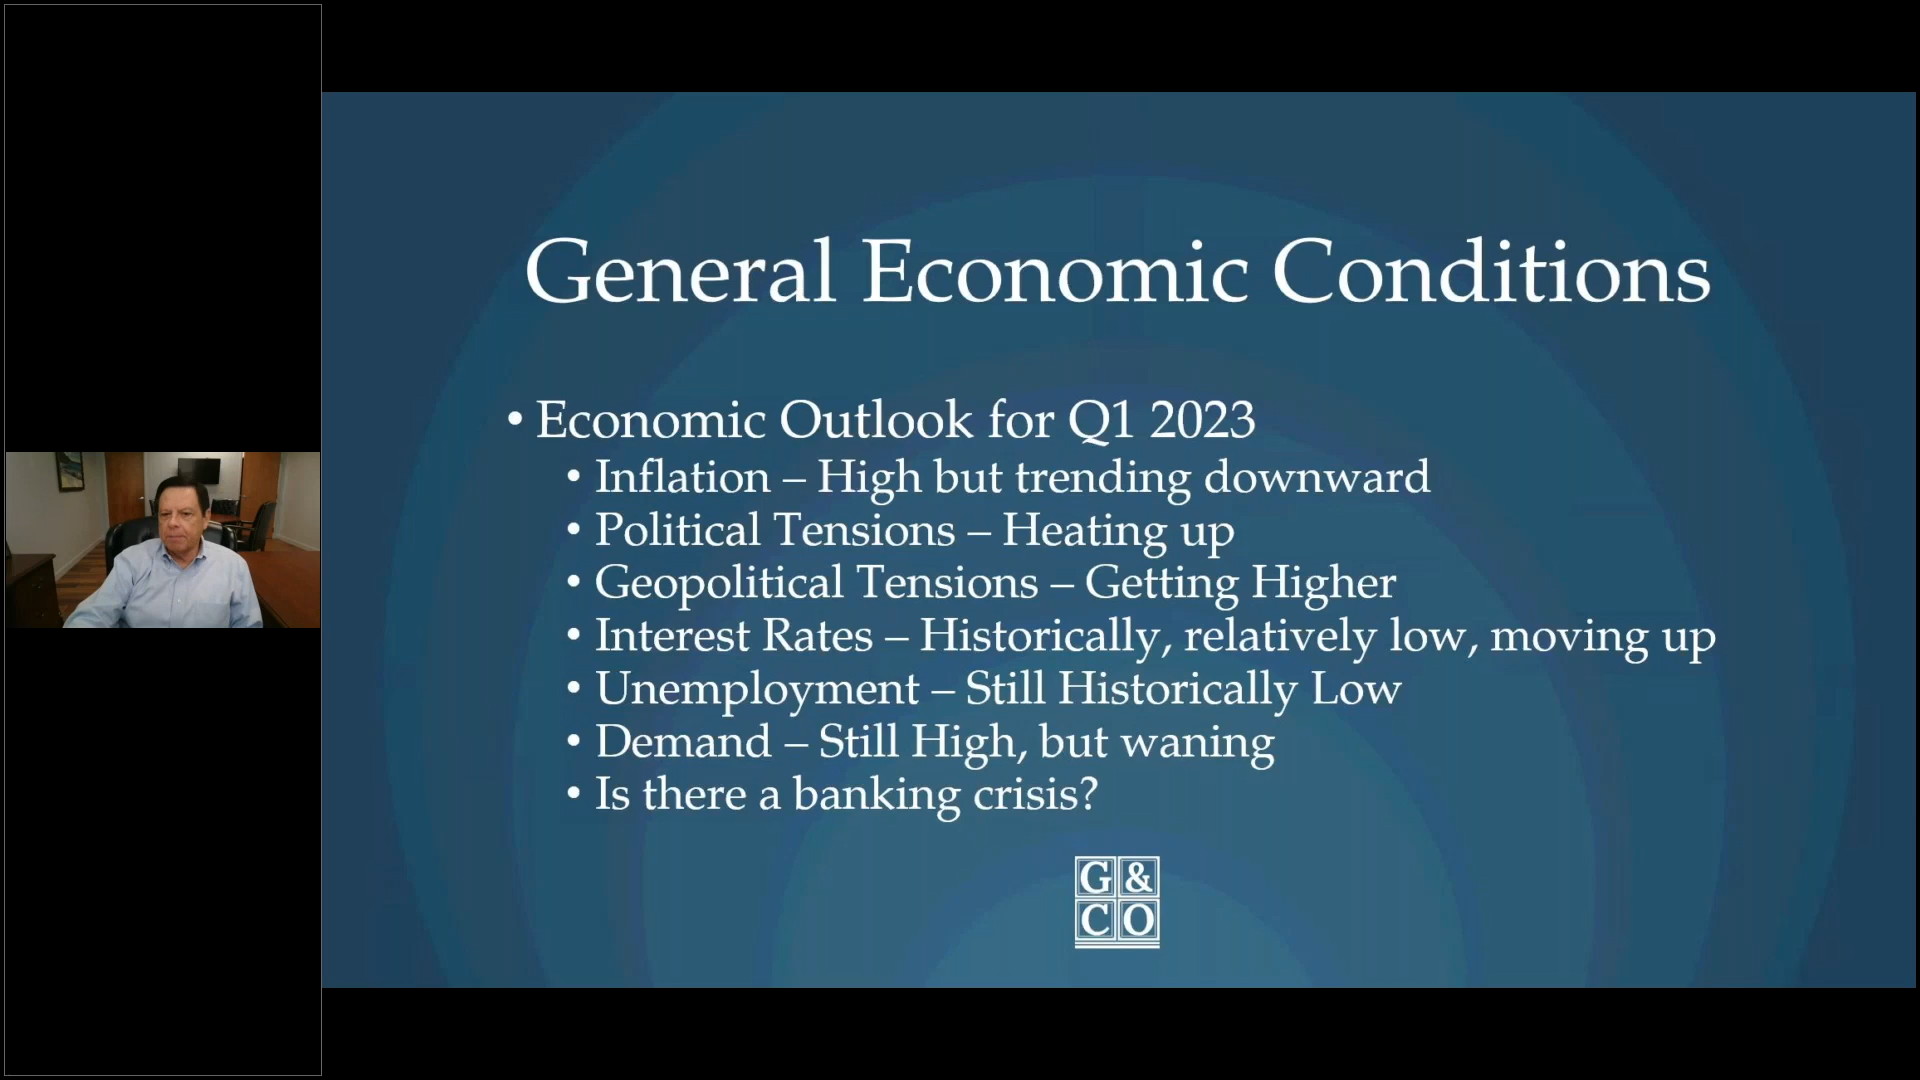 General Economic Conditions
• Economic Outlook for Q1 2023
• Inflation – High but trending downward
• Political Tensions – Heating up
• Geopolitical Tensions – Getting Higher
• Interest Rates – Historically, relatively low, moving up
• Unemployment – Still Historically Low
• Demand – Still High, but waning
• Is there a banking crisis?
G &
CO